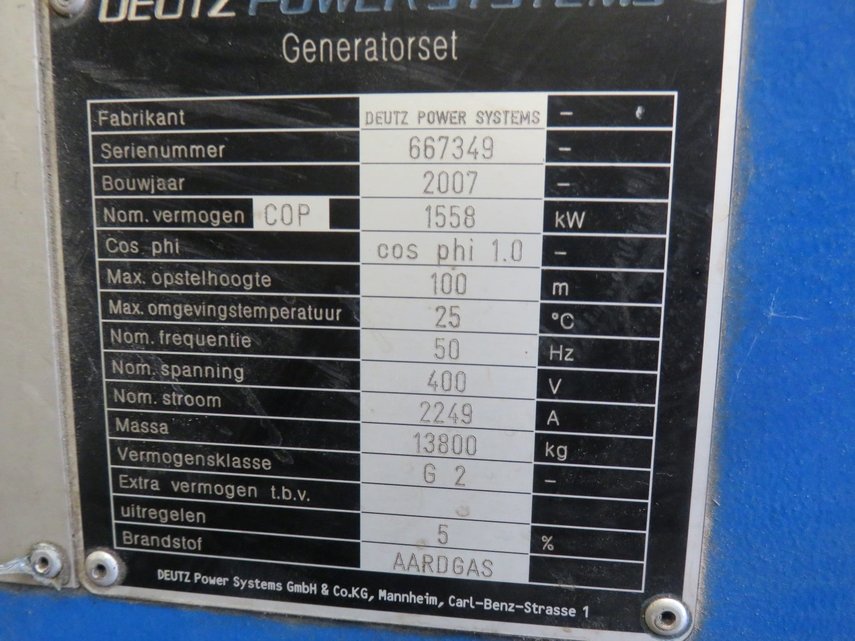 DEUTZ POWER SYSTEMS
Generatorset
Fabrikant DEUTZ POWER SYSTEMS –
Serienummer 667349 –
Bouwjaar 2007 –
Nom. vermogen COP 1558 kW
Cos phi cos phi 1.0 –
Max. opstelhoogte 100 m
Max. omgevingstemperatuur 25 °C
Nom. frequentie 50 Hz
Nom. spanning 400 V
Nom. stroom 2249 A
Massa 13800 kg
Vermogensklasse G 2 –
Extra vermogen t.b.v.
uitregelen 5 %
Brandstof AARDGAS
DEUTZ Power Systems GmbH & Co.KG, Mannheim, Carl-Benz-Strasse 1